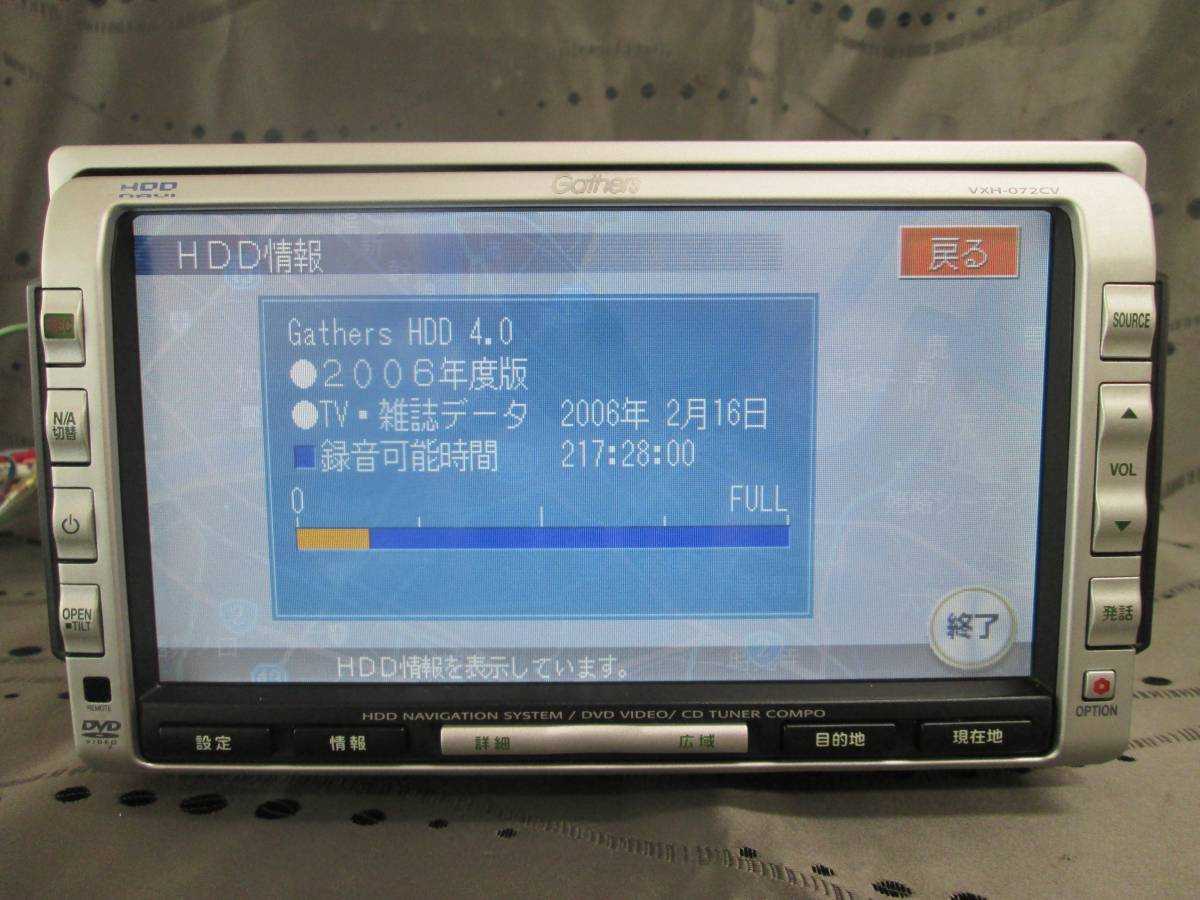 HDD NAVI
Gathers
VXH-072CV
HDD情報
戻る
Gathers HDD 4.0
●2006年度版
●TV・雑誌データ 2006年 2月16日
■録音可能時間 217:28:00
0 FULL
終了
HDD情報を表示しています。
REC
N/A
切替
OPEN
■TILT
REMOTE
DVD
VIDEO
SOURCE
▲
VOL
▼
発話
OPTION
HDD NAVIGATION SYSTEM / DVD VIDEO/ CD TUNER COMPO
設定 情報 詳細 広域 目的地 現在地